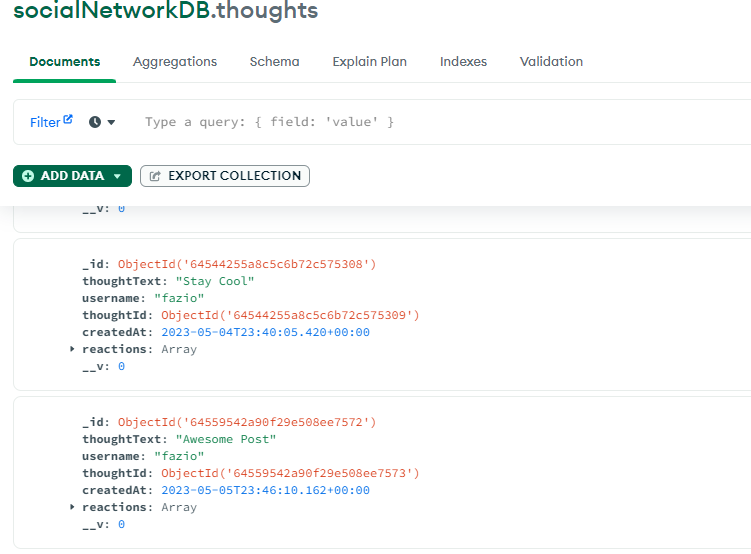 socialNetworkDB.thoughts
Documents Aggregations Schema Explain Plan Indexes Validation
Filter Type a query: { field: 'value' }
ADD DATA EXPORT COLLECTION
__v: 0
_id: ObjectId('64544255a8c5c6b72c575308')
thoughtText: "Stay Cool"
username: "fazio"
thoughtId: ObjectId('64544255a8c5c6b72c575309')
createdAt: 2023-05-04T23:40:05.420+00:00
reactions: Array
__v: 0
_id: ObjectId('64559542a90f29e508ee7572')
thoughtText: "Awesome Post"
username: "fazio"
thoughtId: ObjectId('64559542a90f29e508ee7573')
createdAt: 2023-05-05T23:46:10.162+00:00
reactions: Array
__v: 0